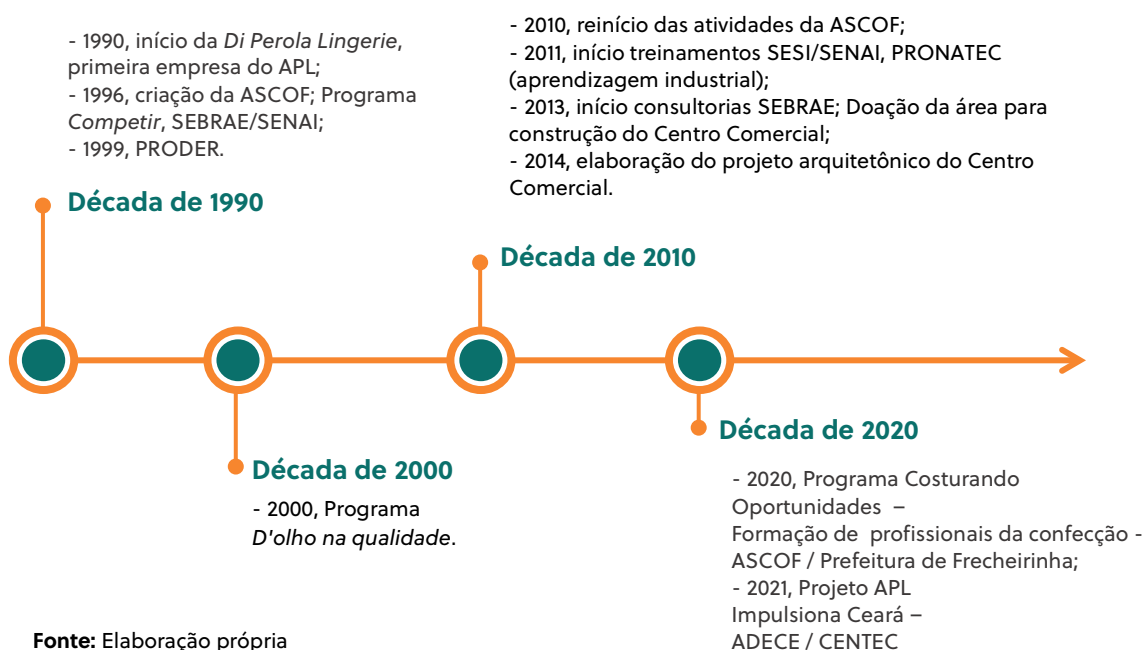 - 1990, início da Di Perola Lingerie,
primeira empresa do APL;
- 1996, criação da ASCOF; Programa
Competir, SEBRAE/SENAI;
- 1999, PRODER.
Década de 1990
Década de 2000
- 2000, Programa
D'olho na qualidade.
- 2010, reinício das atividades da ASCOF;
- 2011, início treinamentos SESI/SENAI, PRONATEC
(aprendizagem industrial);
- 2013, início consultorias SEBRAE; Doação da área para
construção do Centro Comercial;
- 2014, elaboração do projeto arquitetônico do Centro
Comercial.
Década de 2010
Década de 2020
- 2020, Programa Costurando
Oportunidades –
Formação de profissionais da confecção -
ASCOF / Prefeitura de Frecheirinha;
- 2021, Projeto APL
Impulsiona Ceará –
ADECE / CENTEC
Fonte: Elaboração própria